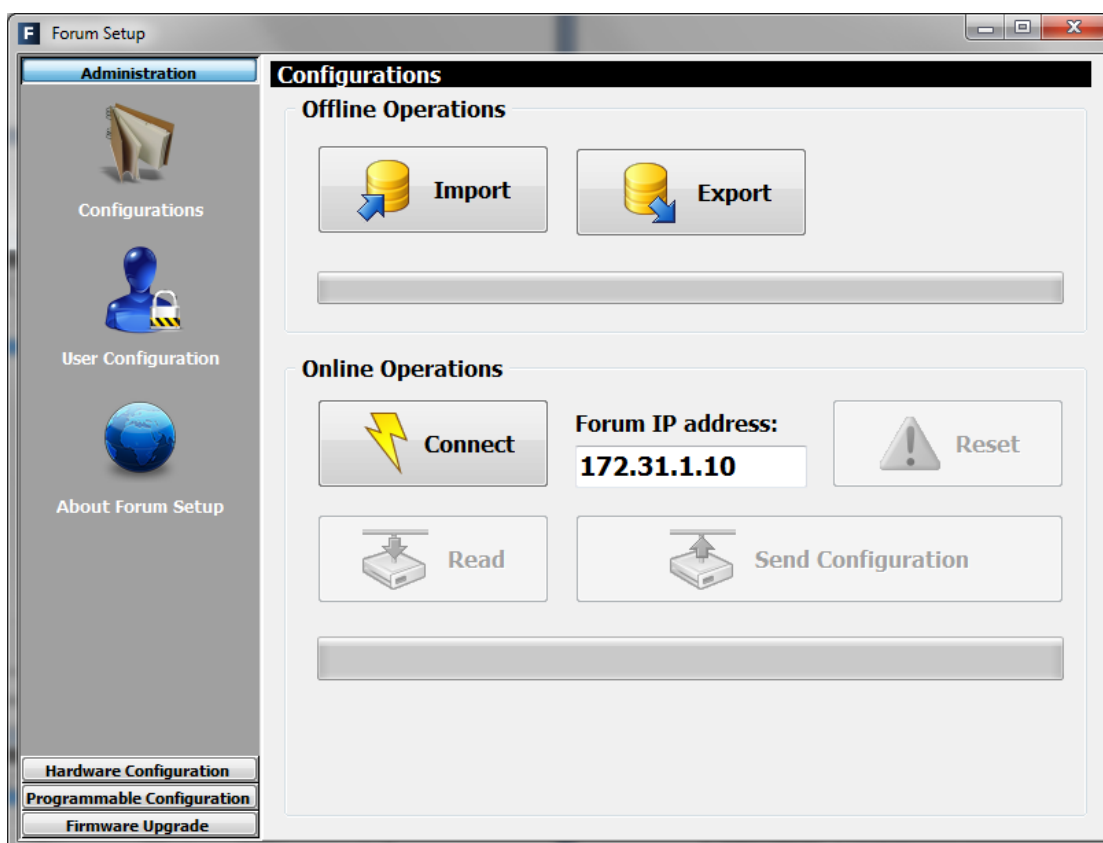 F Forum Setup
Administration
Configurations
User Configuration
About Forum Setup
Hardware Configuration
Programmable Configuration
Firmware Upgrade
Configurations
Offline Operations
Import
Export
Online Operations
Connect
Forum IP address:
172.31.1.10
Reset
Read
Send Configuration